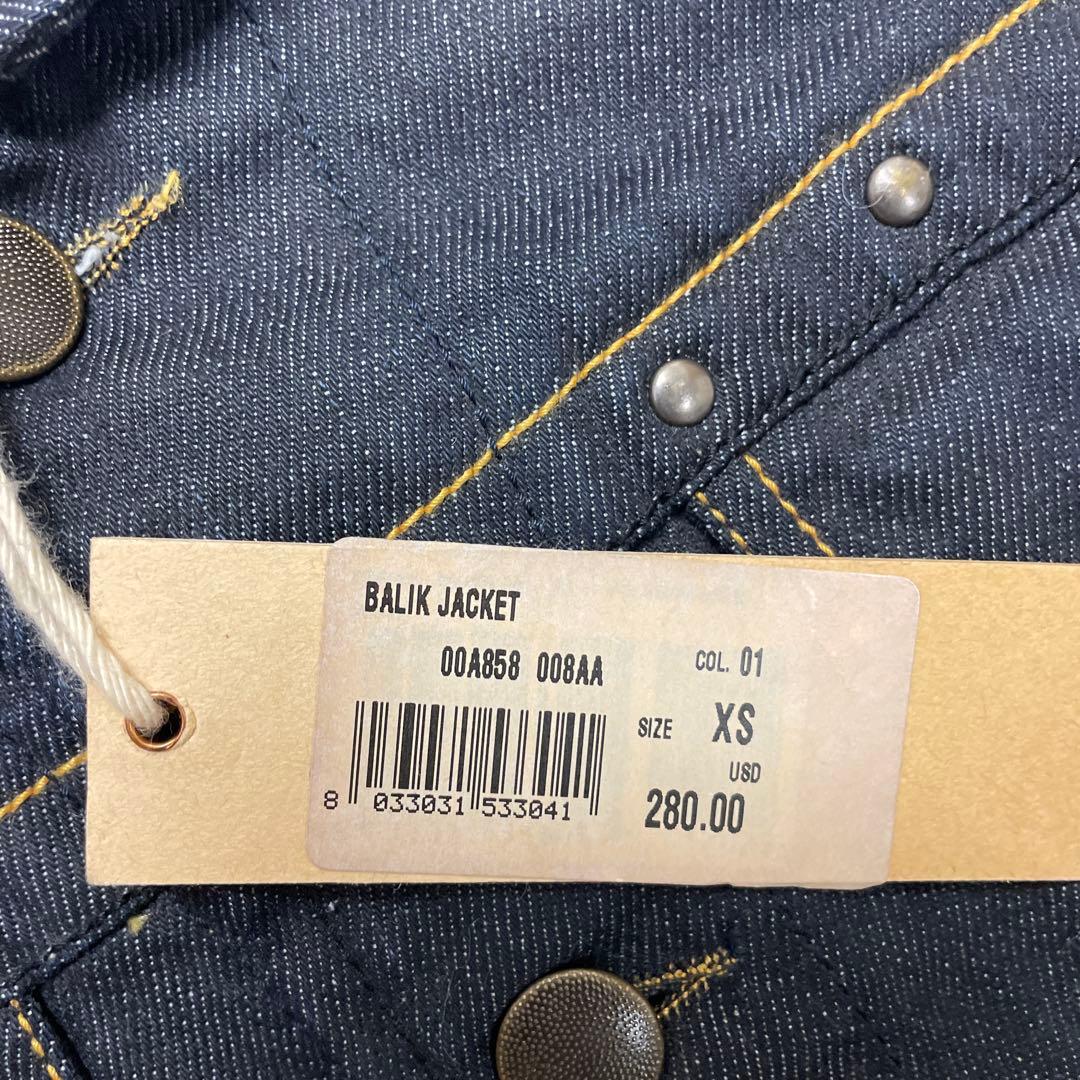 BALIK JACKET
00A858 008AA COL. 01
SIZE XS
USD
280.00
8 033031 533041